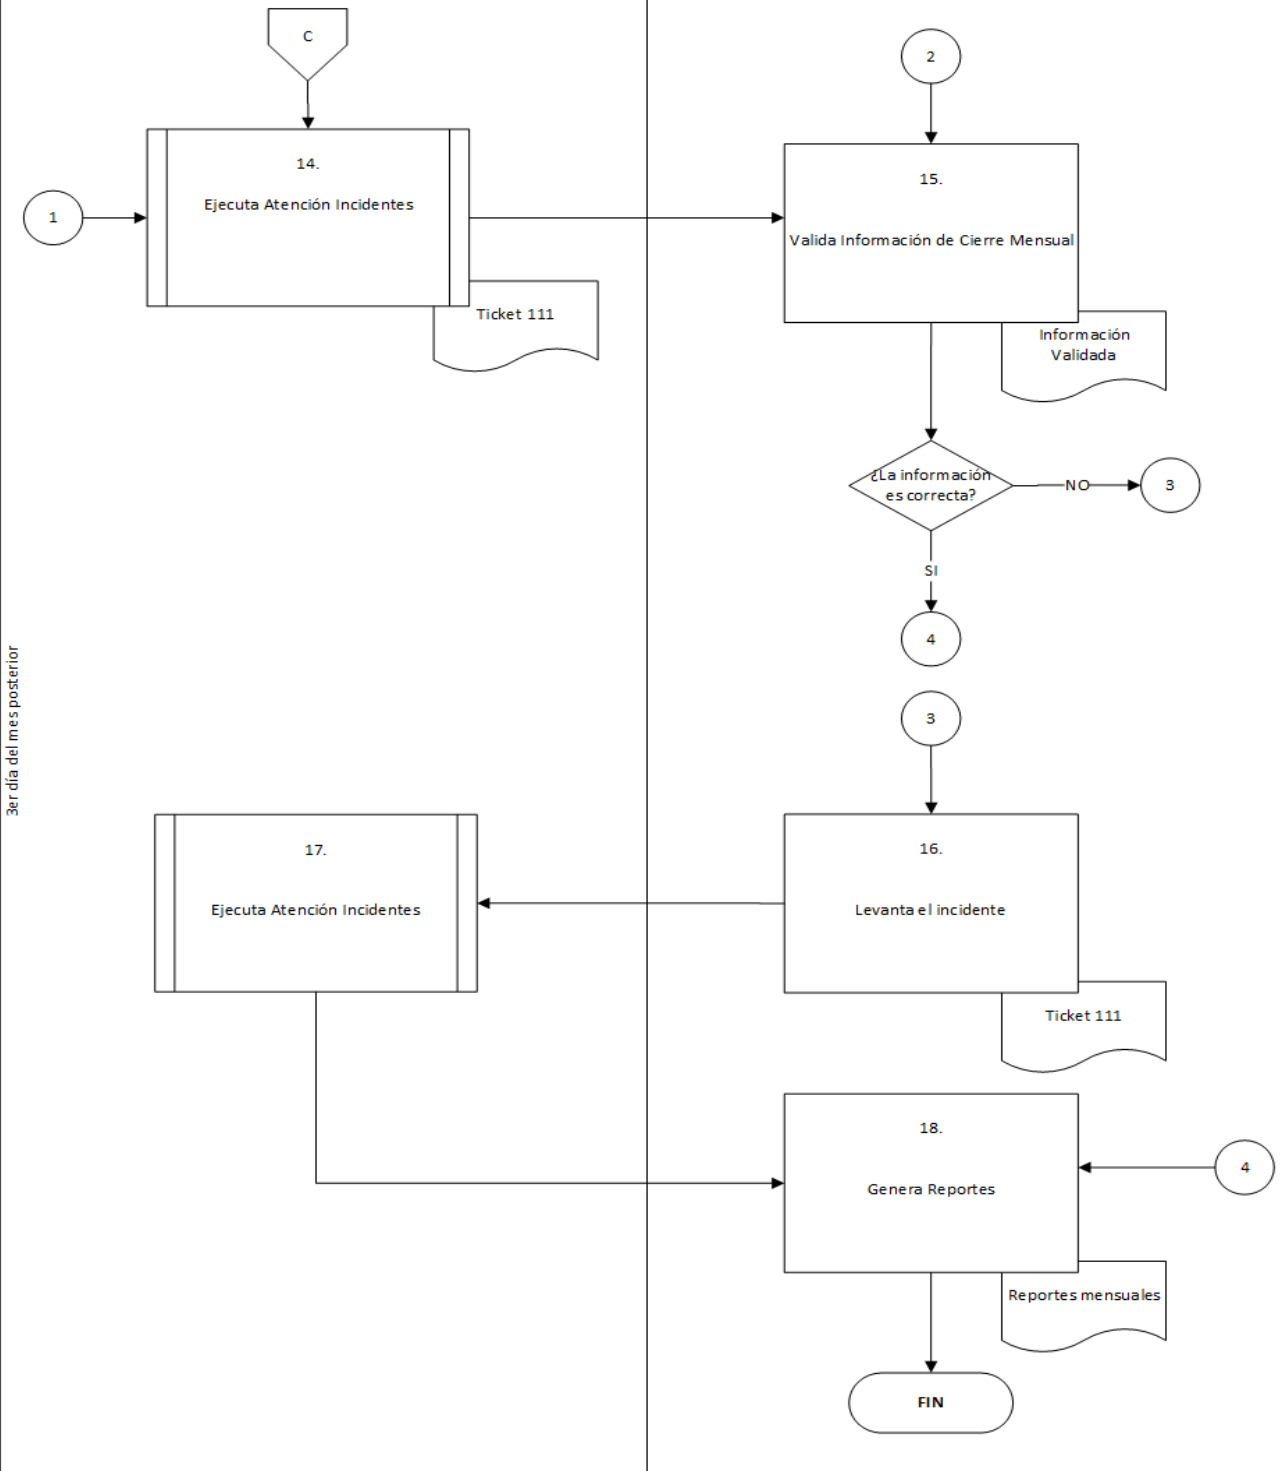 C
2
14.
Ejecuta Atención Incidentes
1
15.
Valida Información de Cierre Mensual
Ticket 111
Información
Validada
¿La información
es correcta?
NO
3
SI
4
3
3er día del mes posterior
17.
Ejecuta Atención Incidentes
16.
Levanta el incidente
Ticket 111
18.
Genera Reportes
4
Reportes mensuales
FIN